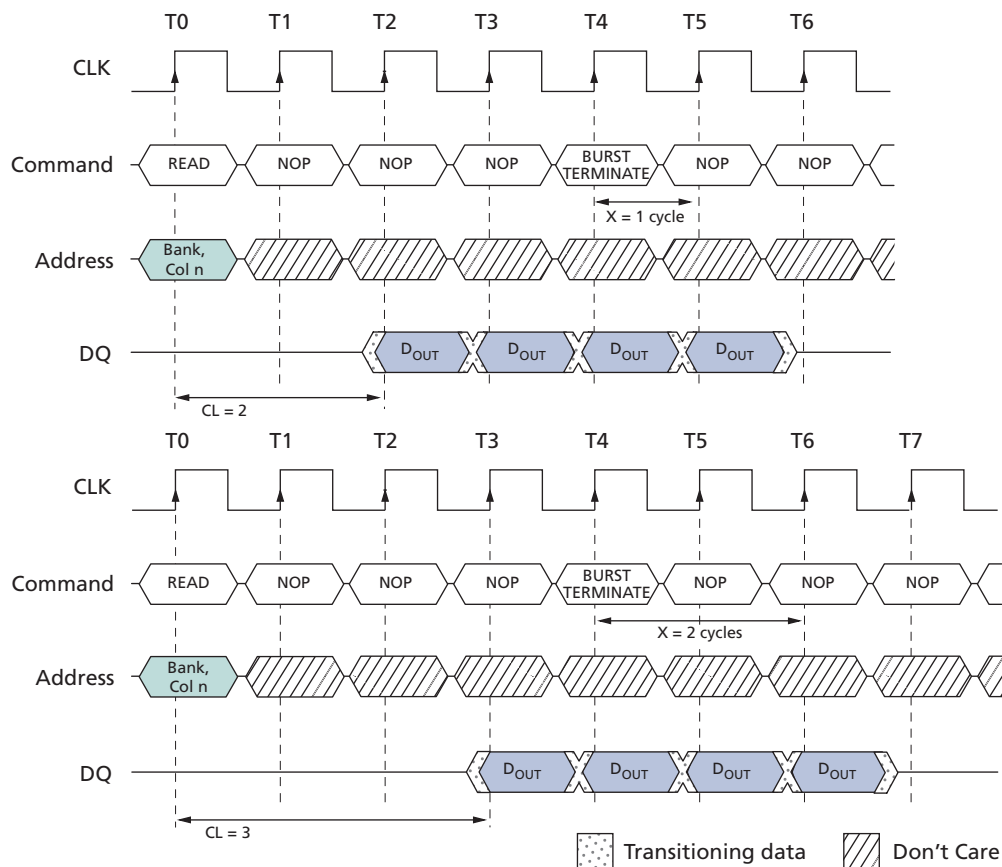 T0 T1 T2 T3 T4 T5 T6
CLK
Command READ NOP NOP NOP BURST TERMINATE NOP NOP
X = 1 cycle
Address Bank, Col n
DQ DOUT DOUT DOUT DOUT
CL = 2
T0 T1 T2 T3 T4 T5 T6 T7
CLK
Command READ NOP NOP NOP BURST TERMINATE NOP NOP NOP
X = 2 cycles
Address Bank, Col n
DQ DOUT DOUT DOUT DOUT
CL = 3
Transitioning data Don't Care